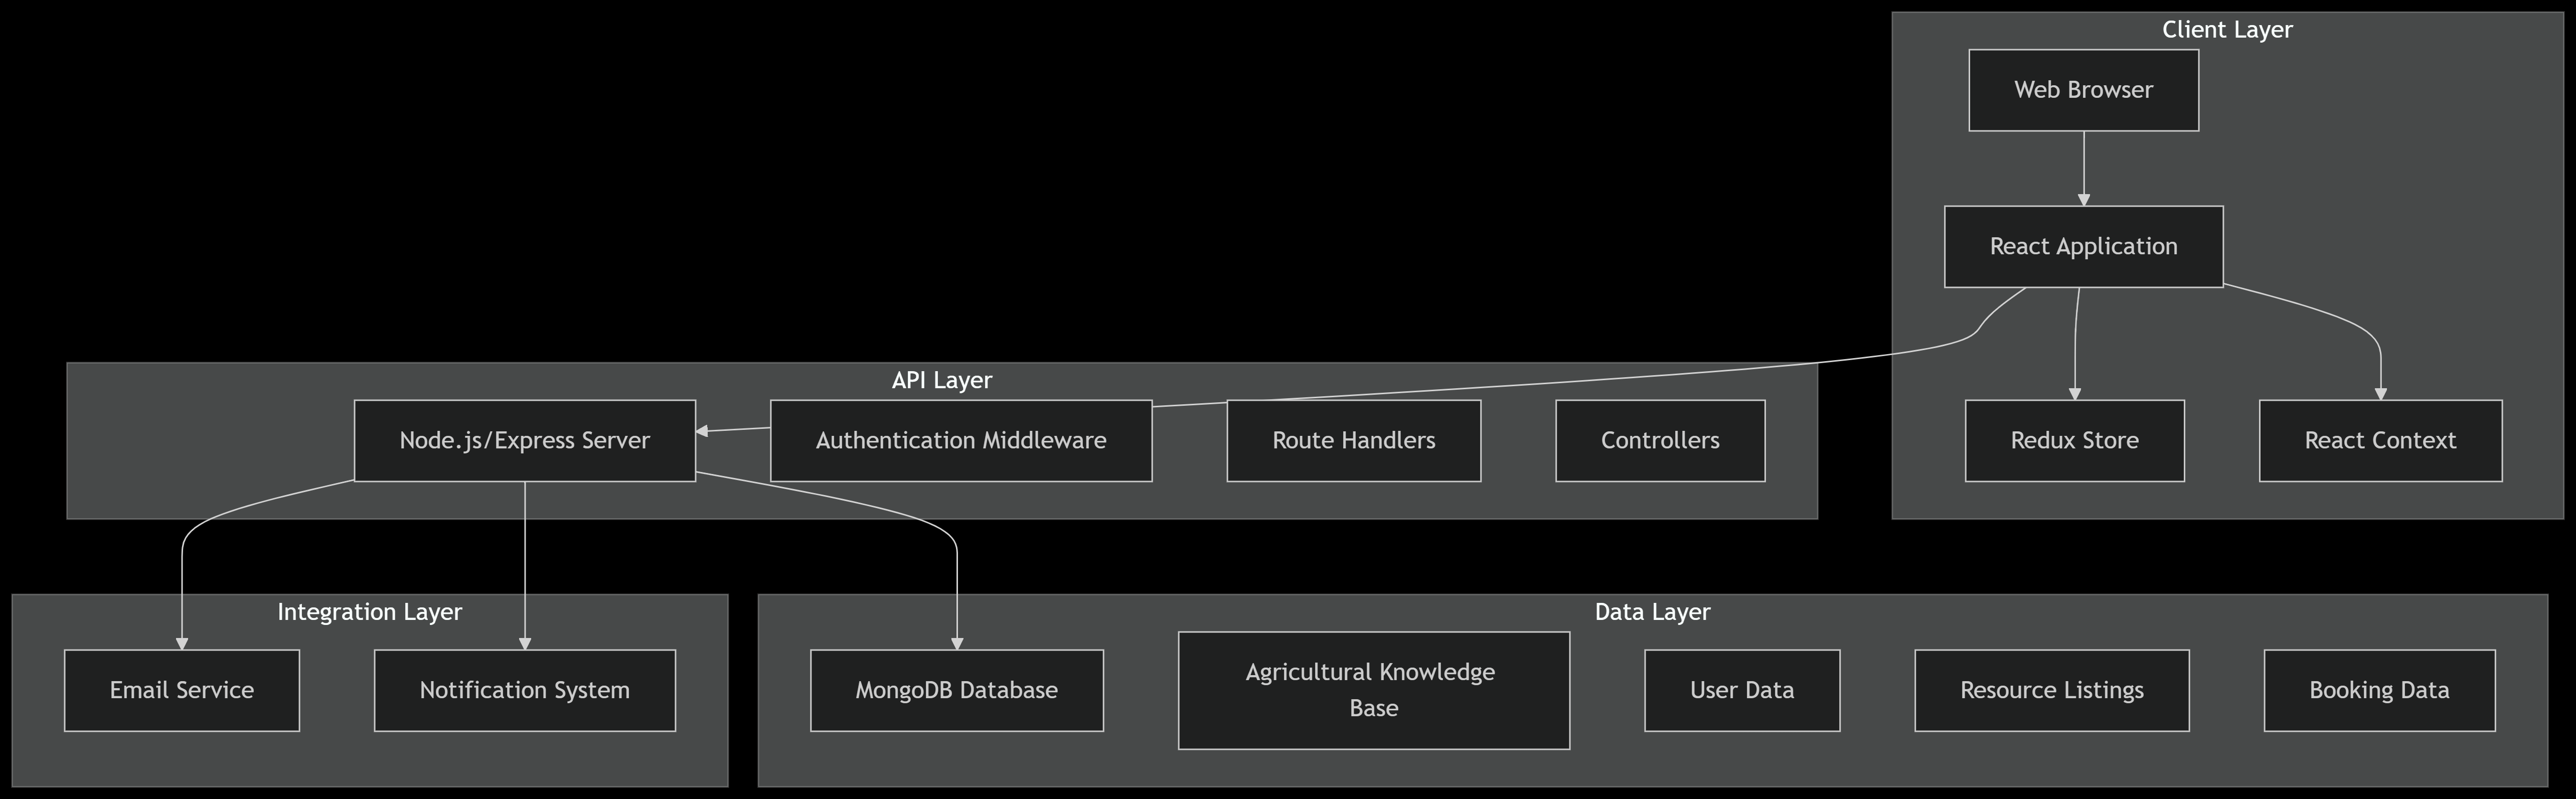 Client Layer
Web Browser
React Application
API Layer
Node.js/Express Server
Authentication Middleware
Route Handlers
Controllers
Redux Store
React Context
Integration Layer
Email Service
Notification System
Data Layer
MongoDB Database
Agricultural Knowledge
Base
User Data
Resource Listings
Booking Data